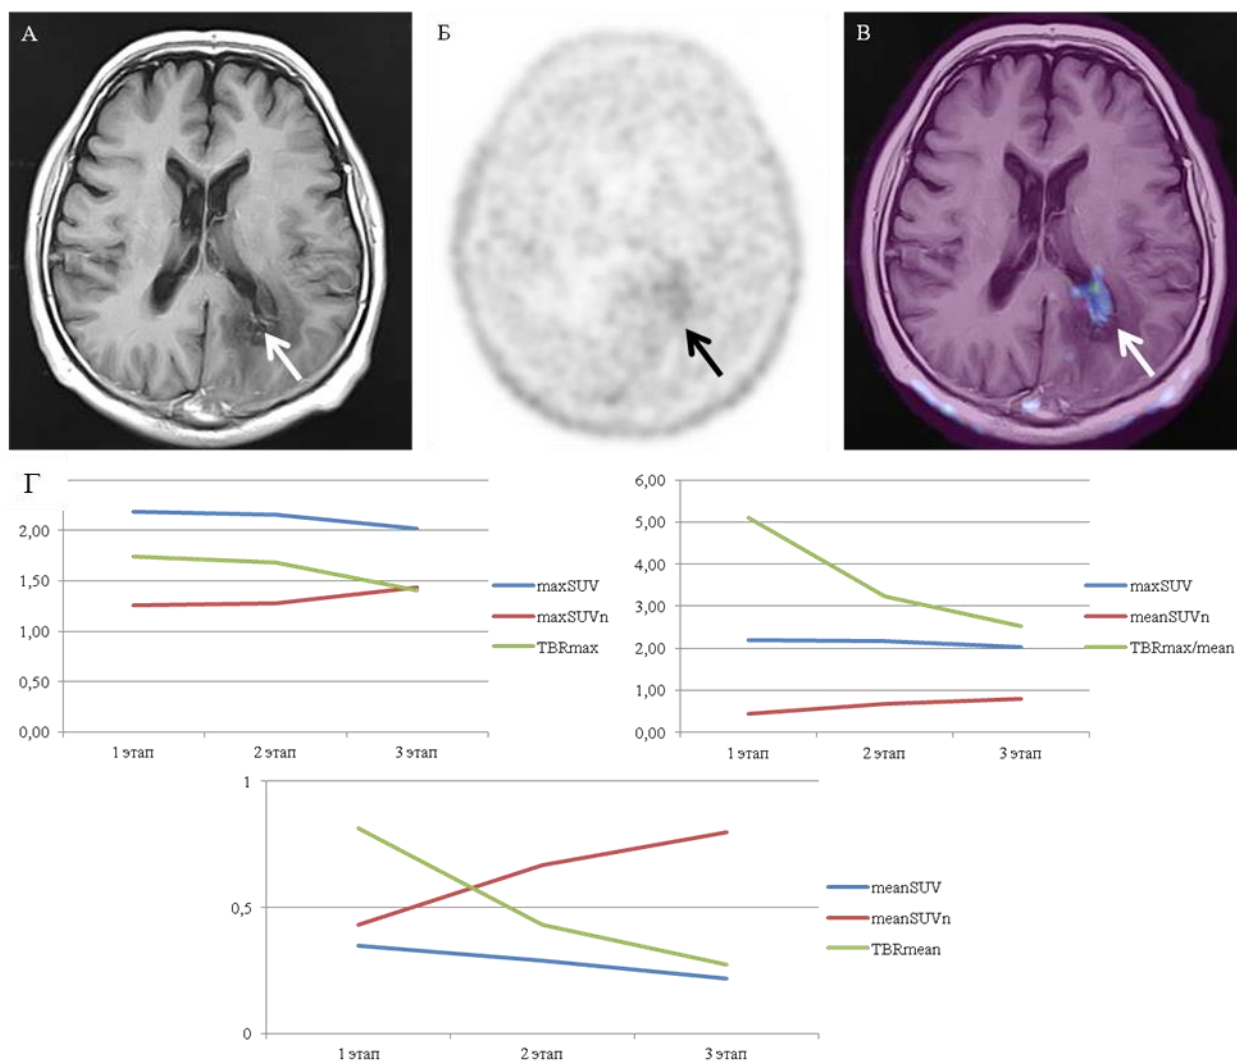 А
Б
В
Г
2,00
1,50
1,00
0,50
0,00
1 этап
2 этап
3 этап
maxSUV
maxSUVn
TBRmax
6,00
5,00
4,00
3,00
2,00
1,00
0,00
1 этап
2 этап
3 этап
maxSUV
meanSUVn
TBRmax/mean
1
0,5
0
1 этап
2 этап
3 этап
meanSUV
meanSUVn
TBRmean